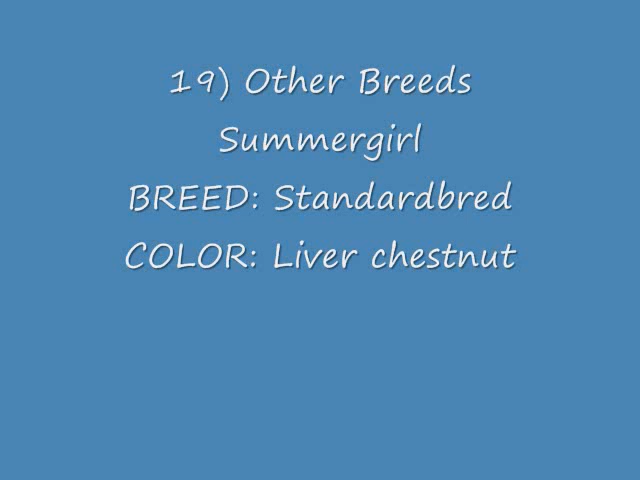 19) Other Breeds
Summergirl
BREED: Standardbred
COLOR: Liver chestnut